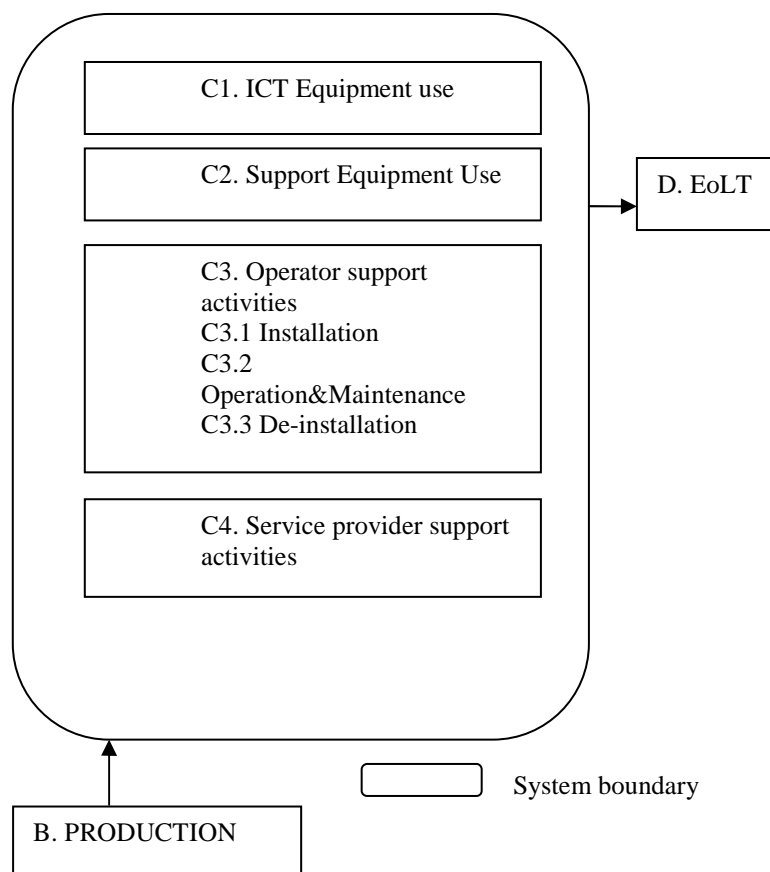 C1. ICT Equipment use
C2. Support Equipment Use
D. EoLT
C3. Operator support
activities
C3.1 Installation
C3.2
Operation&Maintenance
C3.3 De-installation
C4. Service provider support
activities
System boundary
B. PRODUCTION